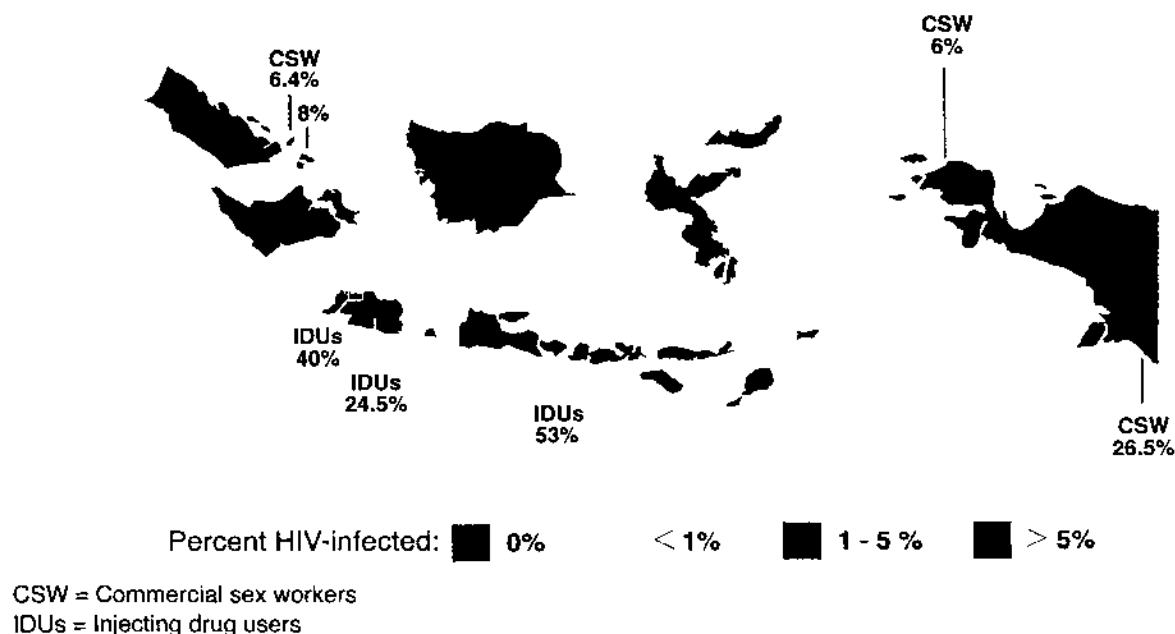 CSW
6%
CSW
6.4%
8%
IDUs
40%
IDUs
24.5%
IDUs
53%
CSW
26.5%
Percent HIV-infected: 0% < 1% 1 - 5 % > 5%
CSW = Commercial sex workers
IDUs = Injecting drug users